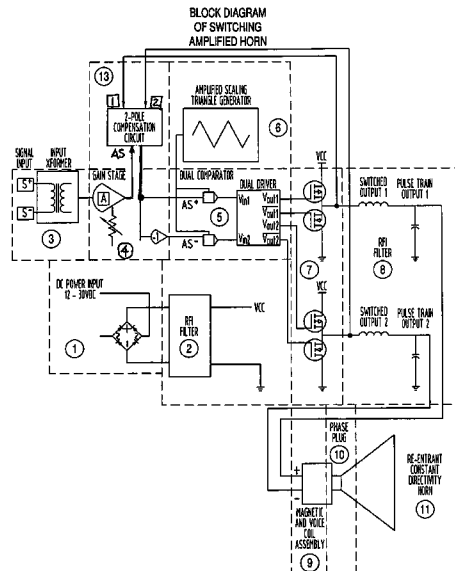 BLOCK DIAGRAM
OF SWITCHING
AMPLIFIED HORN
13
1
2
2-POLE
COMPENSATION
CIRCUIT
AMPLIFIED SCALING
TRIANGLE GENERATOR
6
SIGNAL
INPUT
INPUT
XFORMER
S+
S-
3
AS
GAIN STAGE
A
4
DUAL COMPARATOR
AS+
AS-
-1
5
DUAL DRIVER
Vin1
Vin2
Vout1
Vout1
Vout2
Vout2
VCC
7
VCC
SWITCHED
OUTPUT 1
PULSE TRAIN
OUTPUT 1
RFI
FILTER
8
SWITCHED
OUTPUT 2
PULSE TRAIN
OUTPUT 2
DC POWER INPUT
12 - 30VDC
1
RFI
FILTER
2
VCC
PHASE
PLUG
10
+
-
RE-ENTRANT
CONSTANT
DIRECTIVITY
HORN
11
MAGNETIC
AND VOICE
COIL
ASSEMBLY
9